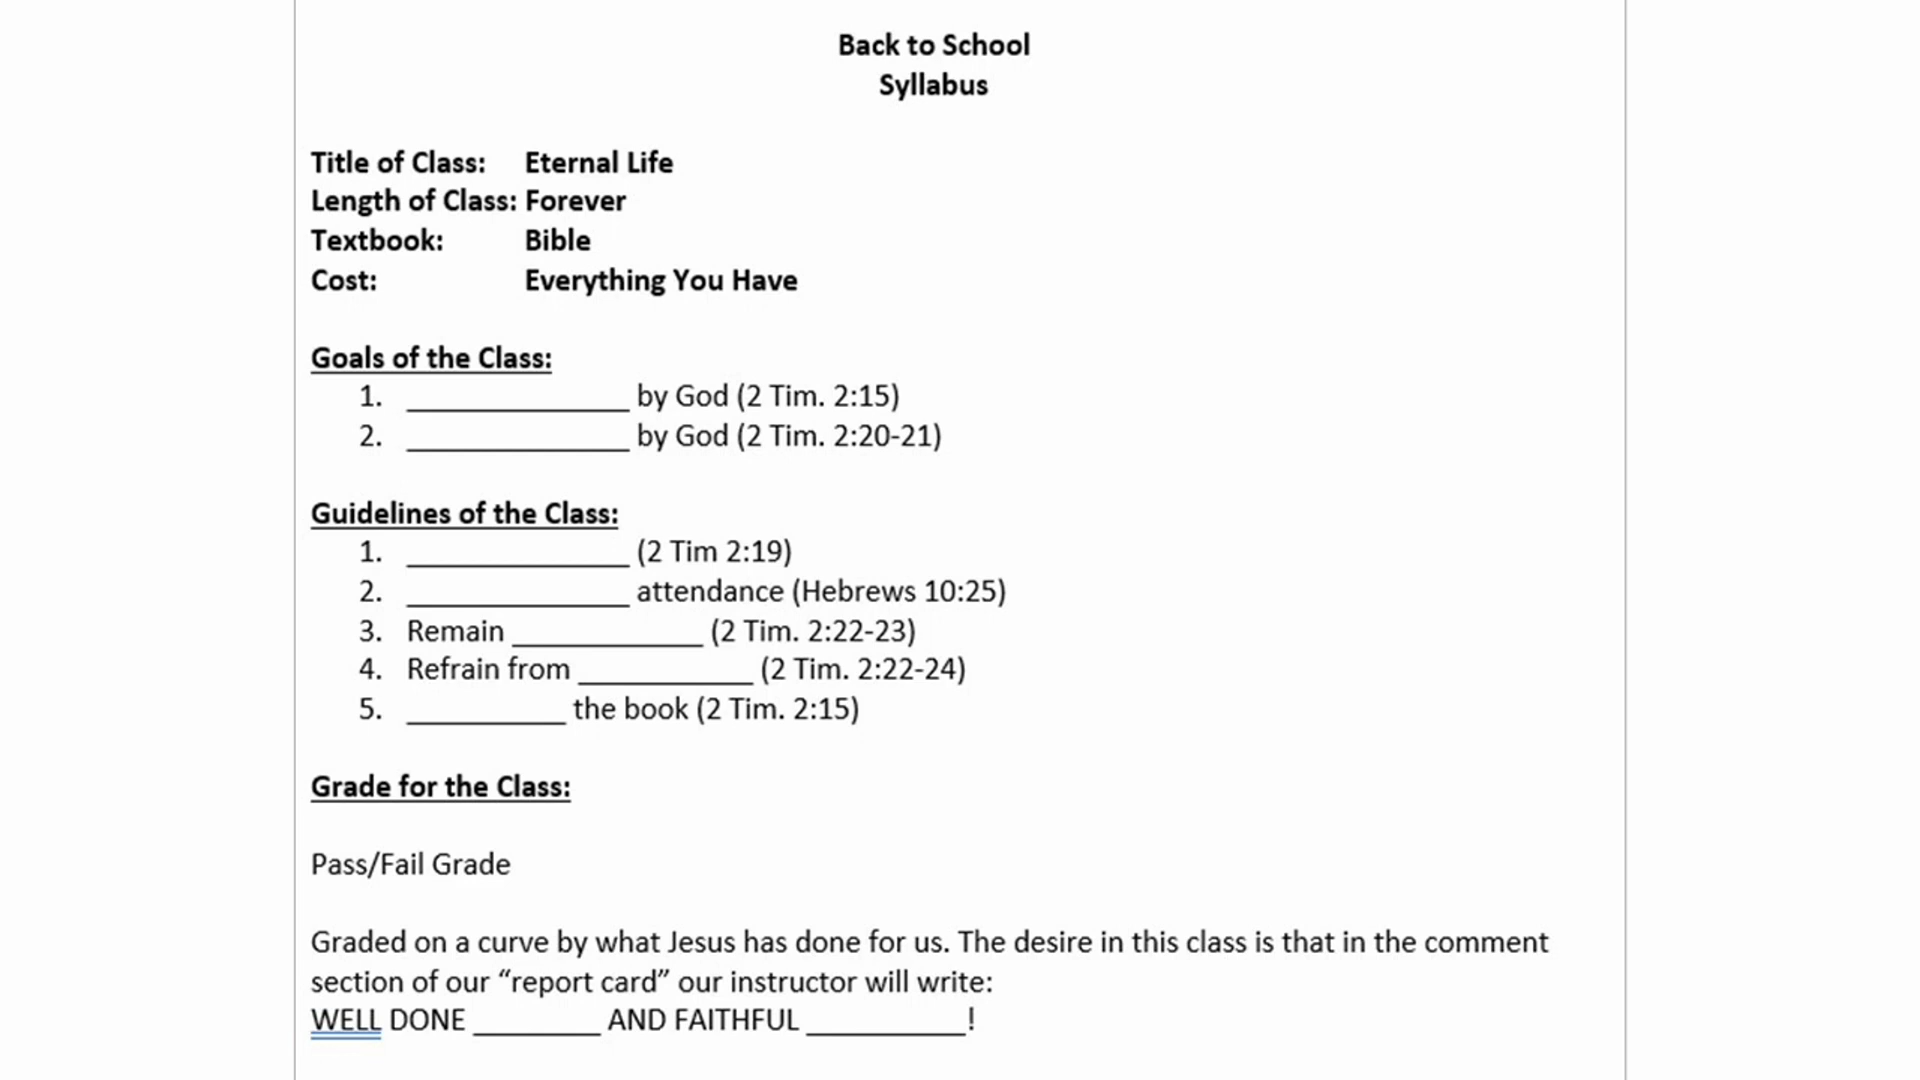 Back to School
Syllabus
Title of Class: Eternal Life
Length of Class: Forever
Textbook: Bible
Cost: Everything You Have
Goals of the Class:
1. ________________ by God (2 Tim. 2:15)
2. ________________ by God (2 Tim. 2:20-21)
Guidelines of the Class:
1. ________________ (2 Tim 2:19)
2. ________________ attendance (Hebrews 10:25)
3. Remain ______________ (2 Tim. 2:22-23)
4. Refrain from ____________ (2 Tim. 2:22-24)
5. ___________ the book (2 Tim. 2:15)
Grade for the Class:
Pass/Fail Grade
Graded on a curve by what Jesus has done for us. The desire in this class is that in the comment
section of our “report card” our instructor will write:
WELL DONE _________ AND FAITHFUL ___________!